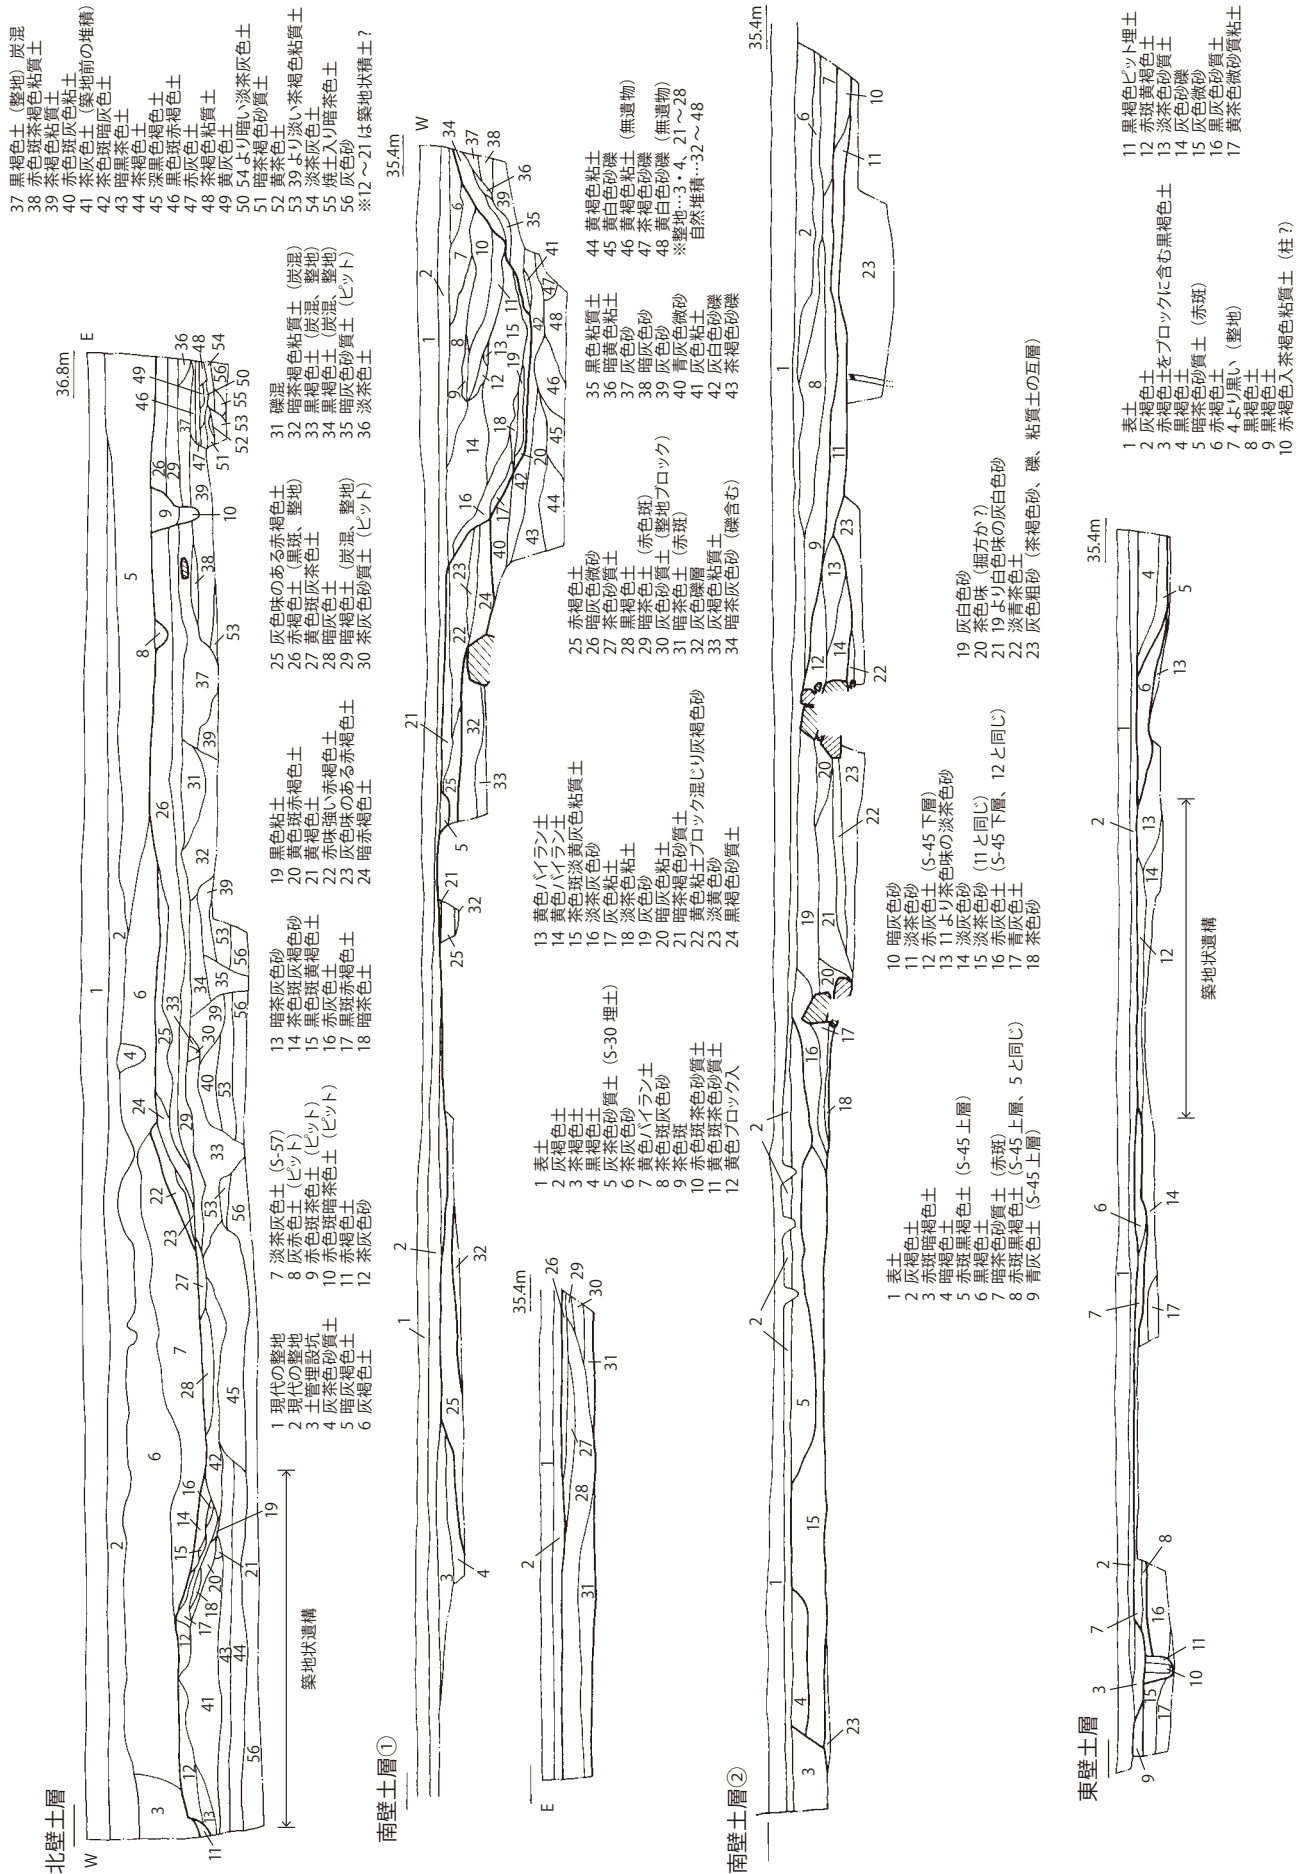 北壁土層
W
36.8m
E
築地状遺構
1 現代の整地
2 現代の整地
3 土管埋設坑
4 灰茶色砂質土
5 暗灰褐色土
6 灰褐色土
7 淡茶灰色土 (S-57)
8 灰赤色土 (ピット)
9 赤色斑茶色土 (ピット)
10 赤色斑暗茶色土 (ピット)
11 赤褐色土
12 茶灰色砂
13 暗茶灰色砂
14 茶色斑灰褐色砂
15 黒色斑黄褐色土
16 赤灰色土
17 黒斑赤褐色土
18 暗茶色土
19 黒色粘土
20 黄色斑赤褐色土
21 黄褐色土
22 赤味強い赤褐色土
23 灰色味のある赤褐色土
24 暗赤褐色土
25 灰色味のある赤褐色土
26 赤褐色土 (黒斑、整地)
27 黄色斑灰茶色土
28 暗灰色土
29 暗褐色土 (炭混、整地)
30 茶灰色砂質土 (ピット)
31 礫混
32 暗茶褐色粘質土 (炭混)
33 黒褐色土 (炭混、整地)
34 黒褐色土 (炭混、整地)
35 暗灰色砂質土 (ピット)
36 淡茶色土
37 黒褐色土 (整地) 炭混
38 赤色斑茶褐色粘質土
39 茶褐色粘質土
40 赤色斑灰色粘土
41 茶灰色土 (築地前の堆積)
42 茶色斑暗灰色土
43 暗黒茶色土
44 茶褐色土
45 深黒色褐色土
46 黒色斑赤褐色土
47 赤灰色土
48 茶褐色粘質土
49 黄灰色土
50 54より暗い淡茶灰色土
51 暗茶褐色砂質土
52 黄茶色土
53 39より淡い茶褐色粘質土
54 淡茶灰色土
55 焼土入り暗茶色土
56 灰色砂
※12～21は築地状積土?
南壁土層①
35.4m
W
E
35.4m
1 表土
2 灰褐色土
3 茶褐色土
4 黒褐色土
5 灰茶色砂質土 (S-30埋土)
6 茶灰色砂
7 黄色バイラン土
8 茶色斑灰色砂
9 茶色斑
10 赤色斑茶色砂質土
11 黄色斑茶色砂質土
12 黄色ブロック入
13 黄色バイラン土
14 黄色バイラン土
15 茶色斑淡黄灰色粘質土
16 淡茶灰色砂
17 灰色粘土
18 淡茶色粘土
19 灰色砂
20 暗灰色粘土
21 暗茶褐色砂質土
22 黄色粘土ブロック混じり灰褐色砂
23 淡黄色砂
24 黒褐色砂質土
25 赤褐色土
26 暗灰色微砂
27 茶色砂質土
28 黒褐色土
29 暗茶色土 (赤色斑)
30 灰色砂質土 (整地ブロック)
31 暗茶色土 (赤斑)
32 灰色礫層
33 灰褐色粘質土
34 暗茶灰色砂 (礫含む)
35 黒色粘質土
36 暗黄色粘土
37 灰色砂
38 暗灰色砂
39 灰色砂
40 青灰色微砂
41 灰色粘土
42 灰白色砂礫
43 茶褐色砂礫
44 黄褐色粘土
45 黄白色砂礫
46 黄褐色粘土 (無遺物)
47 茶褐色砂礫
48 黄白色砂礫 (無遺物)
※整地…3・4、21～28
自然堆積…32～48
南壁土層②
35.4m
1 表土
2 灰褐色土
3 赤斑暗褐色土
4 暗褐色土
5 赤斑黒褐色土 (S-45上層)
6 黒褐色土
7 暗茶色砂質土 (赤斑)
8 赤斑黒褐色土 (S-45上層、5と同じ)
9 青灰色土 (S-45上層)
10 暗灰色砂
11 淡茶色砂
12 赤灰色土 (S-45下層)
13 11より茶色味の淡茶色砂
14 淡灰色砂
15 淡茶色砂 (11と同じ)
16 赤灰色土 (S-45下層、12と同じ)
17 青灰色土
18 茶色砂
19 灰白色砂
20 茶色味 (掘方か?)
21 19より白色味の灰白色砂
22 淡青茶色土
23 灰色粗砂 (茶褐色砂、礫、粘質土の互層)
東壁土層
35.4m
築地状遺構
1 表土
2 灰褐色土
3 赤褐色土をブロックに含む黒褐色土
4 黒褐色土
5 暗茶色砂質土 (赤斑)
6 赤褐色土
7 4より黒い (整地)
8 黒褐色土
9 黒褐色土
10 赤褐色入茶褐色粘質土 (柱?)
11 黒褐色ピット埋土
12 赤斑黄褐色土
13 淡茶色砂質土
14 灰色砂礫
15 灰色微砂
16 黒灰色砂質土
17 黄茶色微砂質粘土